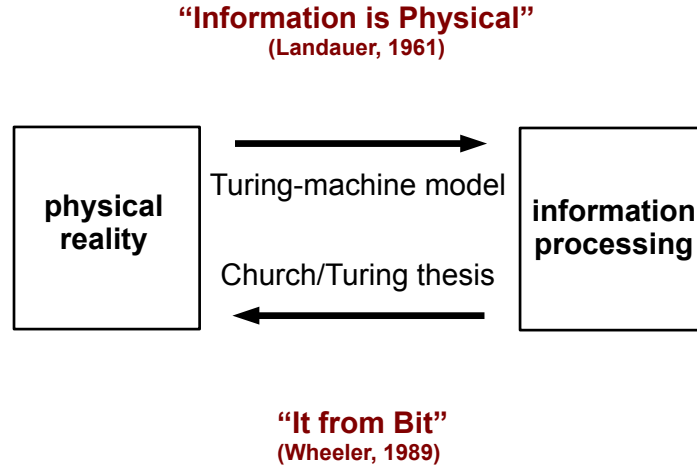 “Information is Physical”
(Landauer, 1961)
physical
reality
Turing-machine model
Church/Turing thesis
information
processing
“It from Bit”
(Wheeler, 1989)